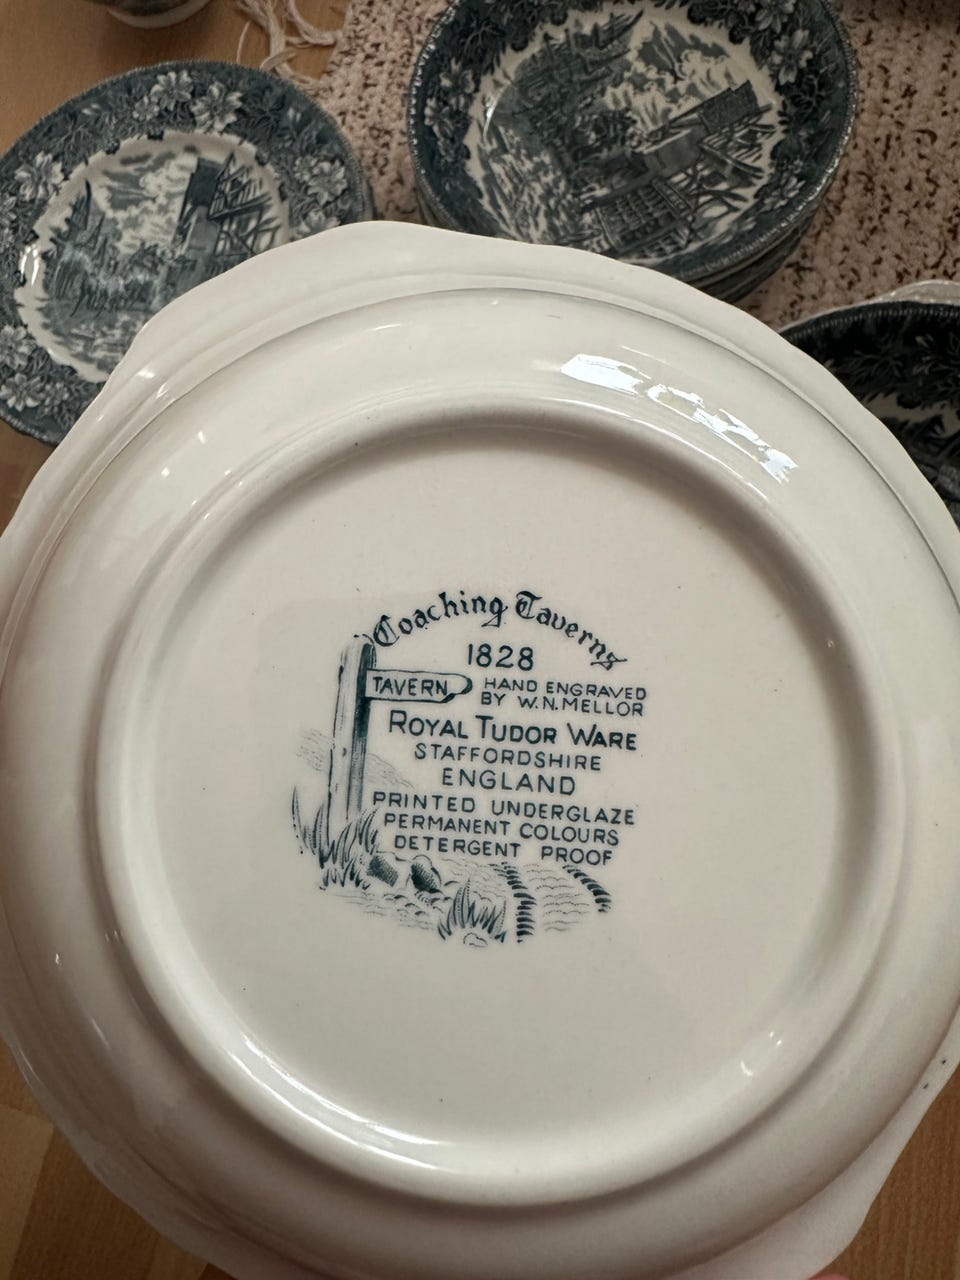 Coaching Taverns
1828
TAVERN
HAND ENGRAVED
BY W.N.MELLOR
ROYAL TUDOR WARE
STAFFORDSHIRE
ENGLAND
PRINTED UNDERGLAZE
PERMANENT COLOURS
DETERGENT PROOF